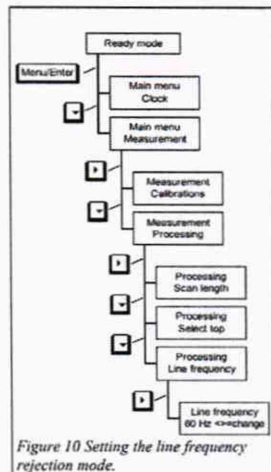 Ready mode
Menu/Enter
Main menu
Clock
Main menu
Measurement
Measurement
Calibrations
Measurement
Processing
Processing
Scan length
Processing
Select top
Processing
Line frequency
Line frequency
60 Hz <>=change
Figure 10 Setting the line frequency
rejection mode.